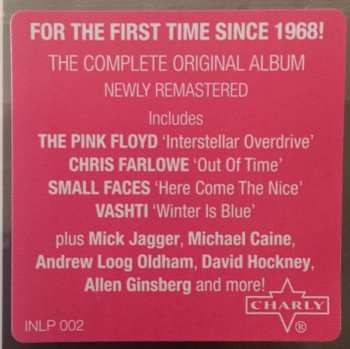 FOR THE FIRST TIME SINCE 1968!
THE COMPLETE ORIGINAL ALBUM
NEWLY REMASTERED
Includes
THE PINK FLOYD 'Interstellar Overdrive'
CHRIS FARLOWE 'Out Of Time'
SMALL FACES 'Here Come The Nice'
VASHTI 'Winter Is Blue'
plus Mick Jagger, Michael Caine,
Andrew Loog Oldham, David Hockney,
Allen Ginsberg and more!
CHARLY
®
INLP 002